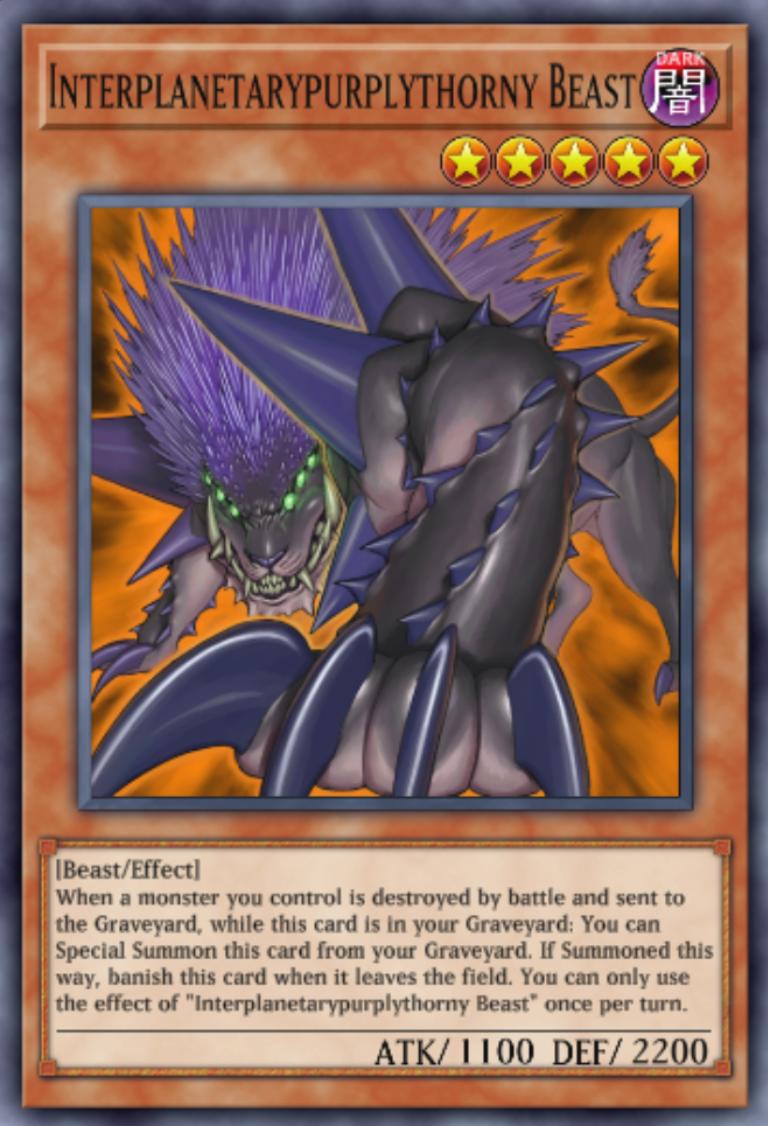 INTERPLANETARYPURPLYTHORNY BEAST
DARK
闇
[Beast/Effect]
When a monster you control is destroyed by battle and sent to
the Graveyard, while this card is in your Graveyard: You can
Special Summon this card from your Graveyard. If Summoned this
way, banish this card when it leaves the field. You can only use
the effect of "Interplanetarypurplythorny Beast" once per turn.
ATK/ 1100 DEF/ 2200